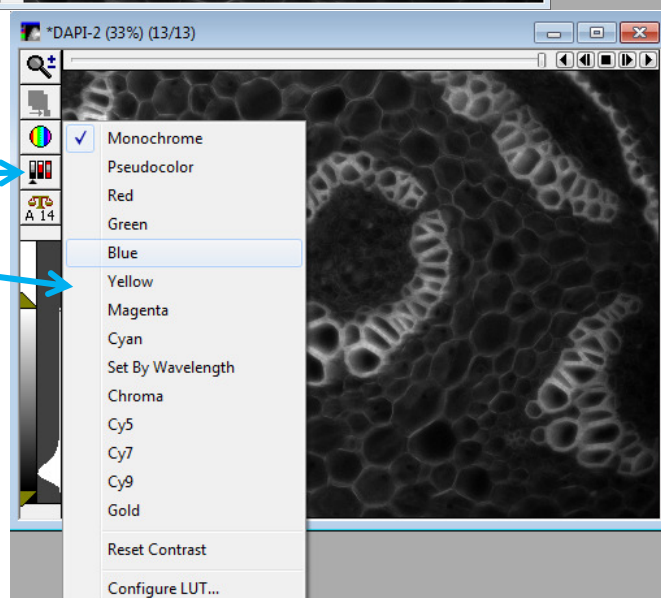 *DAPI-2 (33%) (13/13)
Monochrome
Pseudocolor
Red
Green
A 14
Blue
Yellow
Magenta
Cyan
Set By Wavelength
Chroma
Cy5
Cy7
Cy9
Gold
Reset Contrast
Configure LUT...